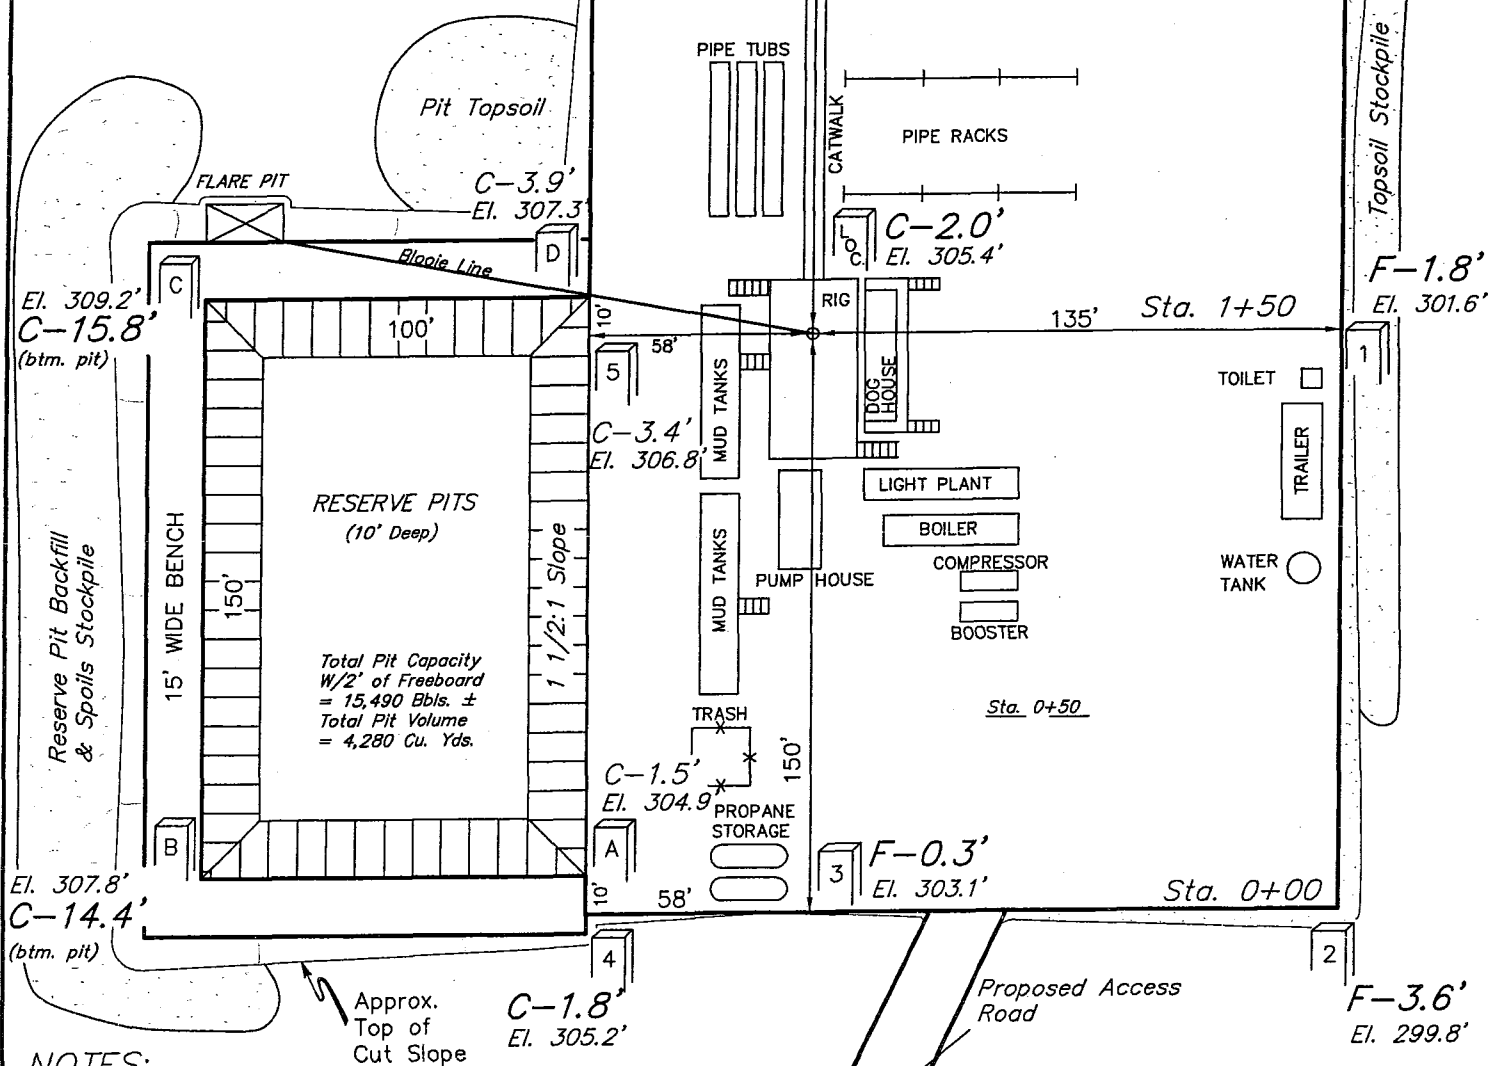 PIPE TUBS
Pit Topsoil
CATWALK
PIPE RACKS
Topsoil Stockpile
FLARE PIT
C-3.9'
El. 307.3'
D
Blooie Line
LOC.
C-2.0'
El. 305.4'
F-1.8'
El. 301.6'
C
El. 309.2'
C-15.8'
(btm. pit)
100'
10'
58'
RIG
135'
Sta. 1+50
1
5
MUD TANKS
DOG HOUSE
TOILET
TRAILER
C-3.4'
El. 306.8'
RESERVE PITS
(10' Deep)
LIGHT PLANT
BOILER
Reserve Pit Backfill
& Spoils Stockpile
15' WIDE BENCH
150'
1 1/2:1 Slope
MUD TANKS
PUMP HOUSE
COMPRESSOR
BOOSTER
WATER
TANK
Total Pit Capacity
W/2' of Freeboard
= 15,490 Bbls. ±
Total Pit Volume
= 4,280 Cu. Yds.
TRASH
150'
Sta. 0+50
C-1.5'
El. 304.9'
PROPANE
STORAGE
B
A
3
F-0.3'
El. 303.1'
Sta. 0+00
El. 307.8'
C-14.4'
(btm. pit)
10'
58'
4
2
C-1.8'
El. 305.2'
Approx.
Top of
Cut Slope
Proposed Access
Road
F-3.6'
El. 299.8'
NOTES: